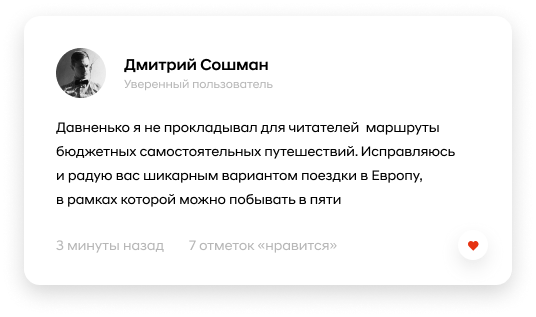 Дмитрий Сошман
Уверенный пользователь
Давненько я не прокладывал для читателей  маршруты
бюджетных самостоятельных путешествий. Исправляюсь
и радую вас шикарным вариантом поездки в Европу,
в рамках которой можно побывать в пяти
3 минуты назад 7 отметок «нравится»